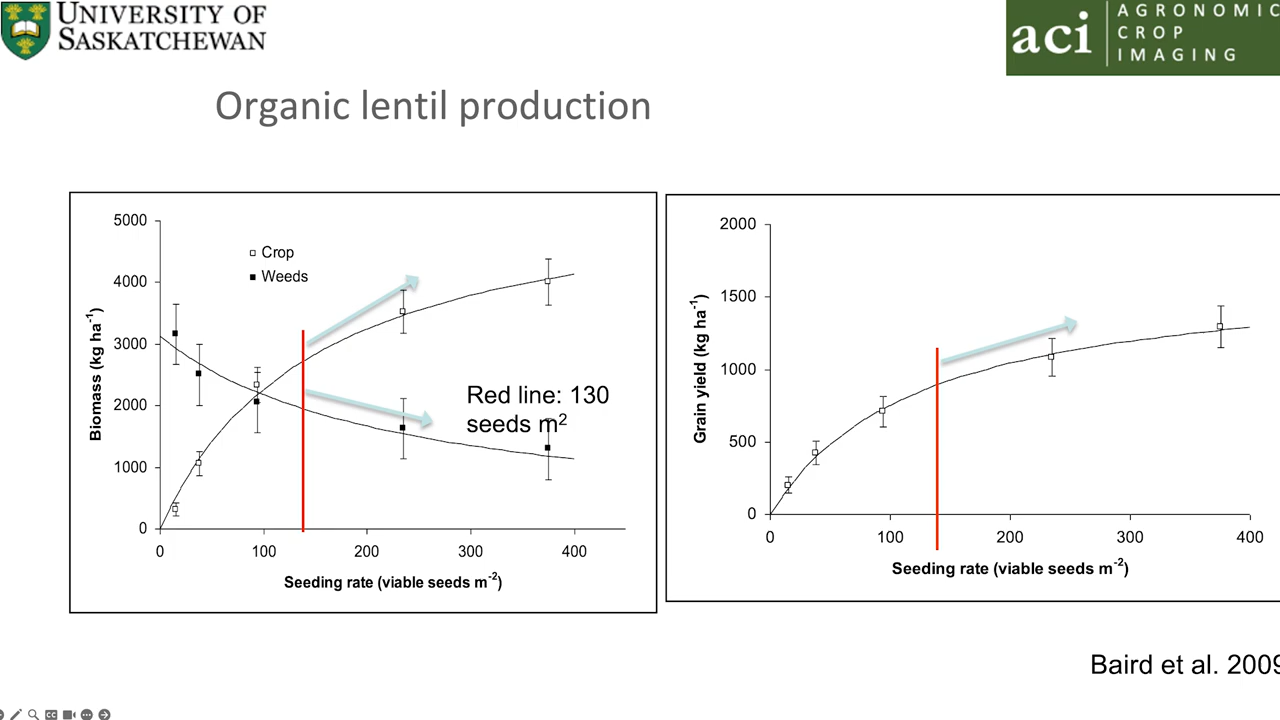 UNIVERSITY OF
SASKATCHEWAN
aci
AGRONOMIC
CROP
IMAGING
Organic lentil production
5000
4000
3000
2000
1000
0
Biomass (kg ha⁻¹)
Crop
Weeds
Red line: 130
seeds m²
0 100 200 300 400
Seeding rate (viable seeds m⁻²)
2000
1500
1000
500
0
Grain yield (kg ha⁻¹)
0 100 200 300 400
Seeding rate (viable seeds m⁻²)
Baird et al. 2009
CC